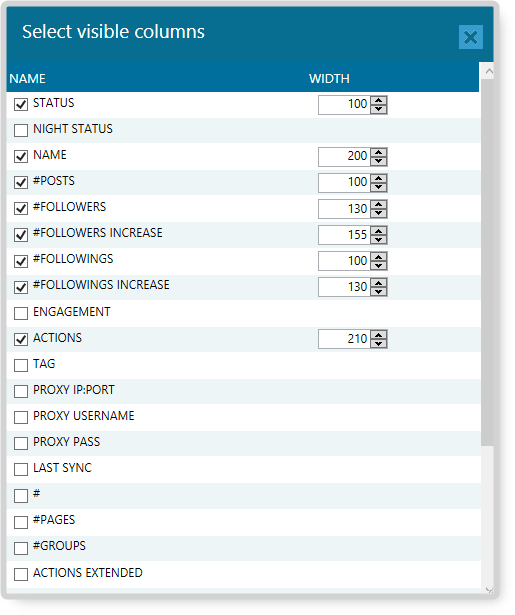 Select visible columns
NAME WIDTH
STATUS 100
NIGHT STATUS
NAME 200
#POSTS 100
#FOLLOWERS 130
#FOLLOWERS INCREASE 155
#FOLLOWINGS 100
#FOLLOWINGS INCREASE 130
ENGAGEMENT
ACTIONS 210
TAG
PROXY IP:PORT
PROXY USERNAME
PROXY PASS
LAST SYNC
#
#PAGES
#GROUPS
ACTIONS EXTENDED